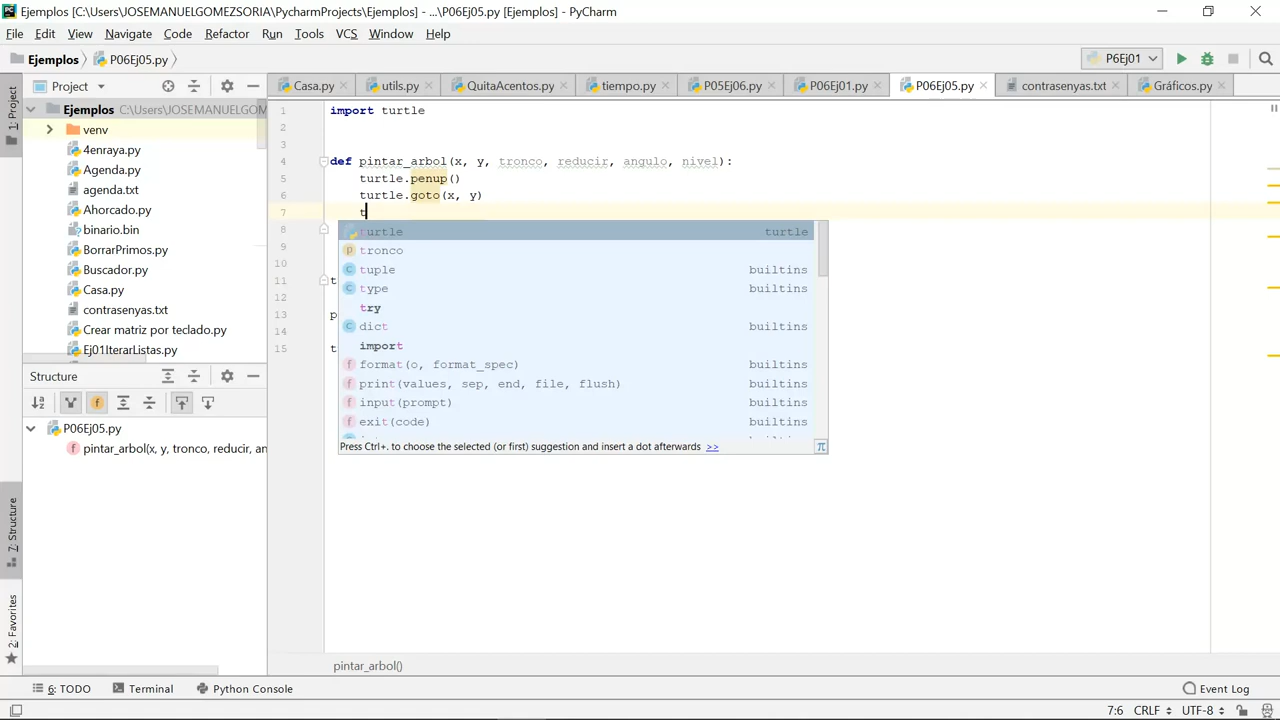 Ejemplos [C:\Users\JOSEMANUELGOMEZSORIA\PycharmProjects\Ejemplos] - ...\P06Ej05.py [Ejemplos] - PyCharm
File Edit View Navigate Code Refactor Run Tools VCS Window Help
Ejemplos P06Ej05.py P6Ej01
1: Project
Project
Casa.py utils.py QuitaAcentos.py tiempo.py P05Ej06.py P06Ej01.py P06Ej05.py contrasenyas.txt Gráficos.py
Ejemplos C:\Users\JOSEMANUELGOM
venv
4enraya.py
Agenda.py
agenda.txt
Ahorcado.py
binario.bin
BorrarPrimos.py
Buscador.py
Casa.py
contrasenyas.txt
Crear matriz por teclado.py
Ej01IterarListas.py
Structure
P06Ej05.py
pintar_arbol(x, y, tronco, reducir, an
7: Structure
2: Favorites
1 import turtle
2
3
4 def pintar_arbol(x, y, tronco, reducir, angulo, nivel):
5 turtle.penup()
6 turtle.goto(x, y)
7 t
8
9
10
11 t
12
13 p
14
15 t
turtle turtle
tronco
tuple builtins
type builtins
try
dict builtins
import
format(o, format_spec) builtins
print(values, sep, end, file, flush) builtins
input(prompt) builtins
exit(code) builtins
Press Ctrl+. to choose the selected (or first) suggestion and insert a dot afterwards >> π
pintar_arbol()
6: TODO Terminal Python Console Event Log
7:6 CRLF UTF-8